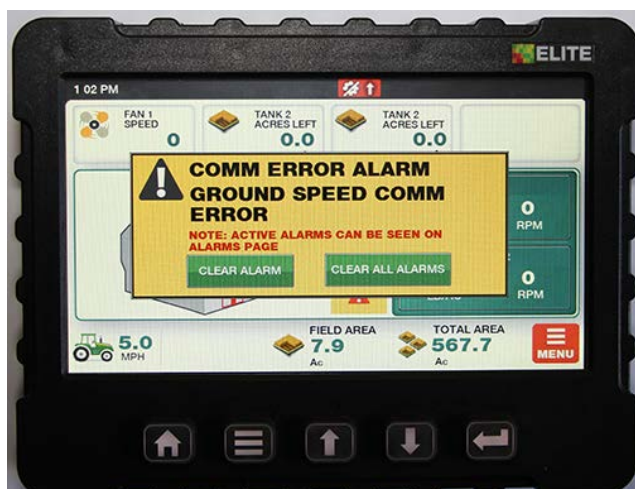 ELITE
1 02 PM
FAN 1
SPEED
0
TANK 2
ACRES LEFT
0.0
TANK 2
ACRES LEFT
0.0
COMM ERROR ALARM
GROUND SPEED COMM
ERROR
NOTE: ACTIVE ALARMS CAN BE SEEN ON
ALARMS PAGE
CLEAR ALARM
CLEAR ALL ALARMS
0
RPM
0
RPM
5.0
MPH
FIELD AREA
7.9
Ac
TOTAL AREA
567.7
Ac
MENU